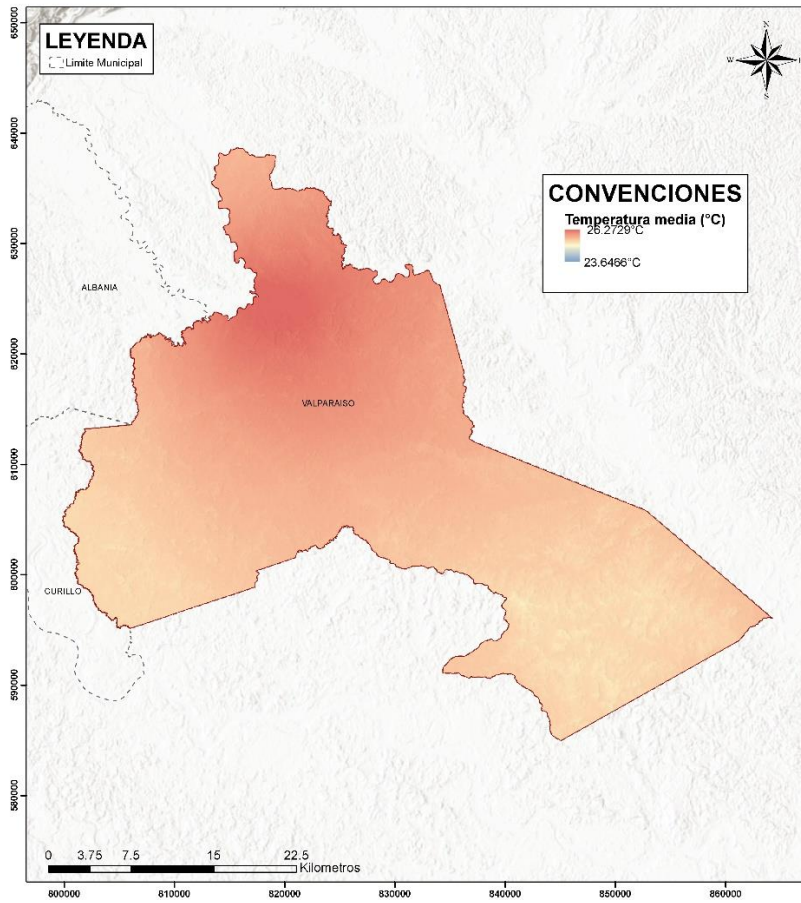 LEYENDA
Limite Municipal
N
W
E
S
CONVENCIONES
Temperatura media (°C)
26.2729°C
23.6466°C
ALBANIA
VALPARAISO
CURILLO
650000
640000
630000
620000
610000
600000
590000
580000
0 3.75 7.5 15 22.5
Kilometros
800000 810000 820000 830000 840000 850000 860000